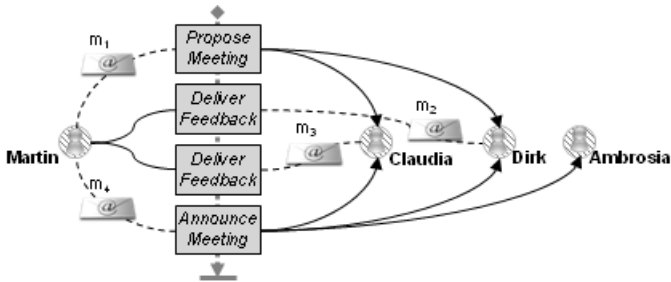 Propose
Meeting
m1
@
Deliver
Feedback
m2
@
m3
@
Martin
Claudia
Dirk
Ambrosia
Deliver
Feedback
m4
@
Announce
Meeting